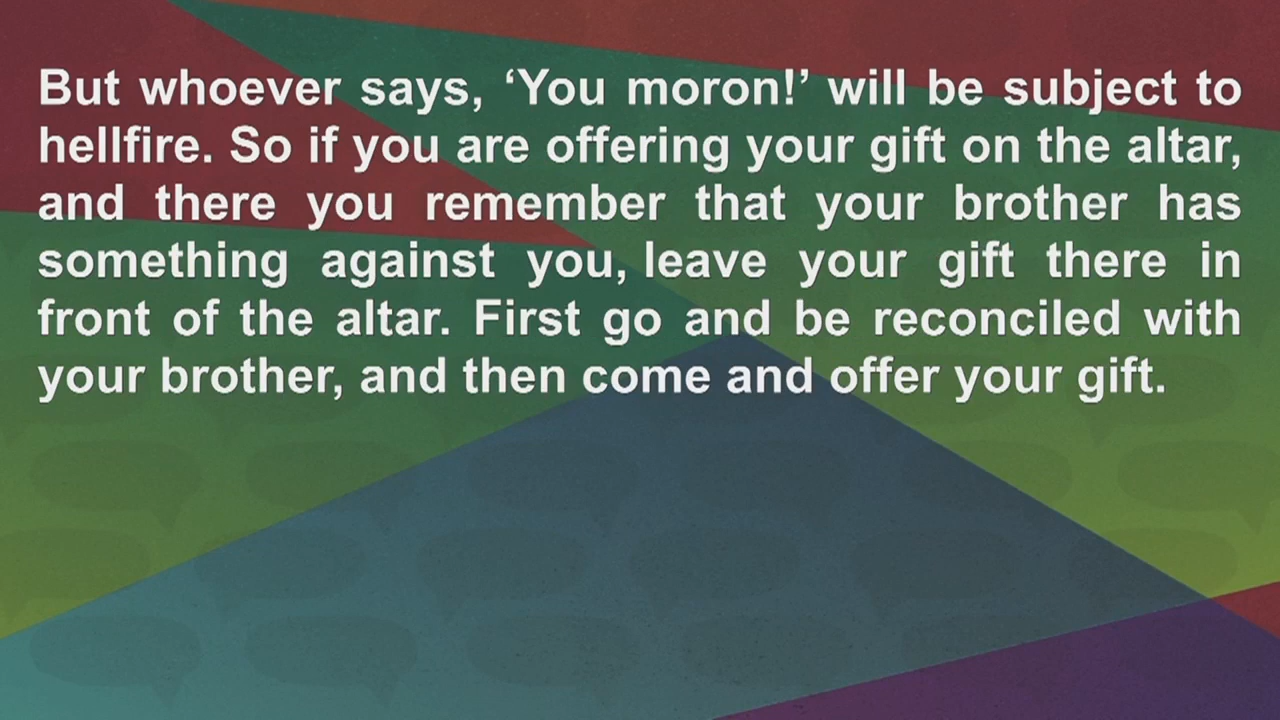 But whoever says, ‘You moron!’ will be subject to
hellfire. So if you are offering your gift on the altar,
and there you remember that your brother has
something against you, leave your gift there in
front of the altar. First go and be reconciled with
your brother, and then come and offer your gift.